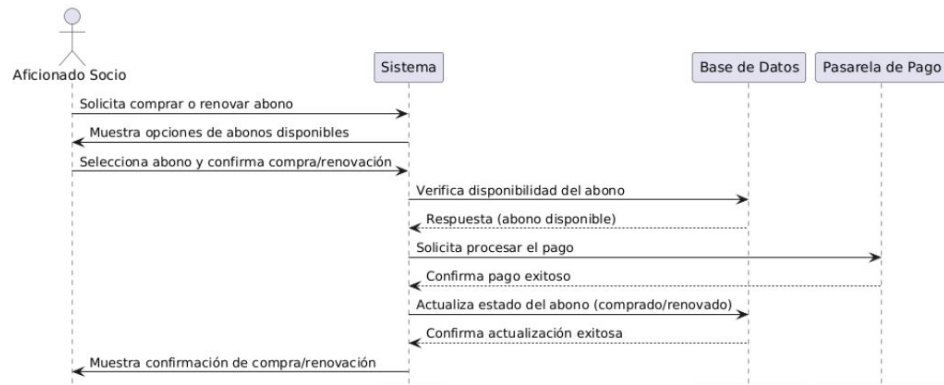 Aficionado Socio
Sistema
Base de Datos
Pasarela de Pago
Solicita comprar o renovar abono
Muestra opciones de abonos disponibles
Selecciona abono y confirma compra/renovación
Verifica disponibilidad del abono
Respuesta (abono disponible)
Solicita procesar el pago
Confirma pago exitoso
Actualiza estado del abono (comprado/renovado)
Confirma actualización exitosa
Muestra confirmación de compra/renovación